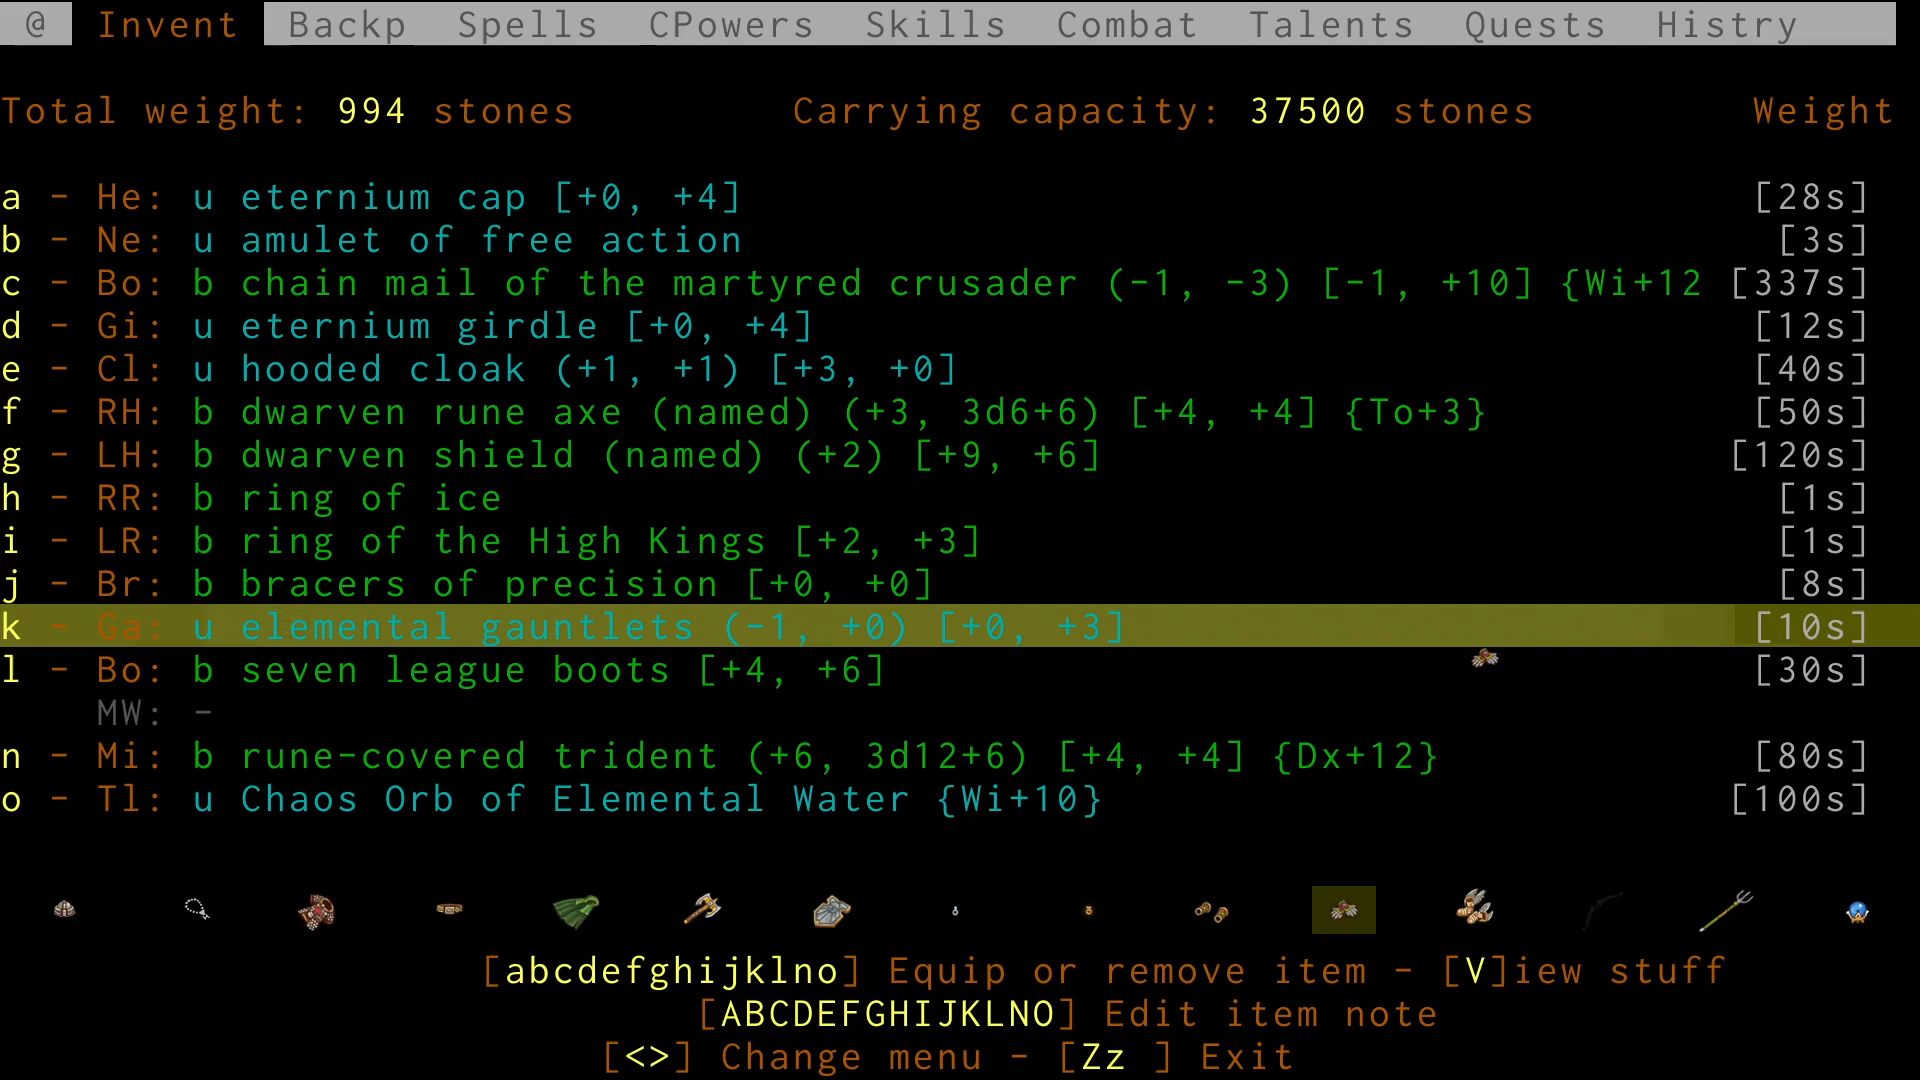 @ Invent Backp Spells CPowers Skills Combat Talents Quests Histry
Total weight: 994 stones Carrying capacity: 37500 stones Weight
a - He: u eternium cap [+0, +4] [28s]
b - Ne: u amulet of free action [3s]
c - Bo: b chain mail of the martyred crusader (-1, -3) [-1, +10] {Wi+12 [337s]
d - Gi: u eternium girdle [+0, +4] [12s]
e - Cl: u hooded cloak (+1, +1) [+3, +0] [40s]
f - RH: b dwarven rune axe (named) (+3, 3d6+6) [+4, +4] {To+3} [50s]
g - LH: b dwarven shield (named) (+2) [+9, +6] [120s]
h - RR: b ring of ice [1s]
i - LR: b ring of the High Kings [+2, +3] [1s]
j - Br: b bracers of precision [+0, +0] [8s]
k - Ga: u elemental gauntlets (-1, +0) [+0, +3] [10s]
l - Bo: b seven league boots [+4, +6] [30s]
MW: -
n - Mi: b rune-covered trident (+6, 3d12+6) [+4, +4] {Dx+12} [80s]
o - Tl: u Chaos Orb of Elemental Water {Wi+10} [100s]
[abcdefghijklno] Equip or remove item - [V]iew stuff
[ABCDEFGHIJKLNO] Edit item note
[<>] Change menu - [Zz ] Exit